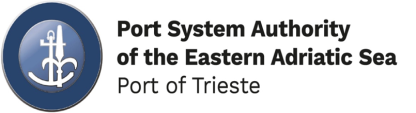 Port System Authority
of the Eastern Adriatic Sea
Port of Trieste